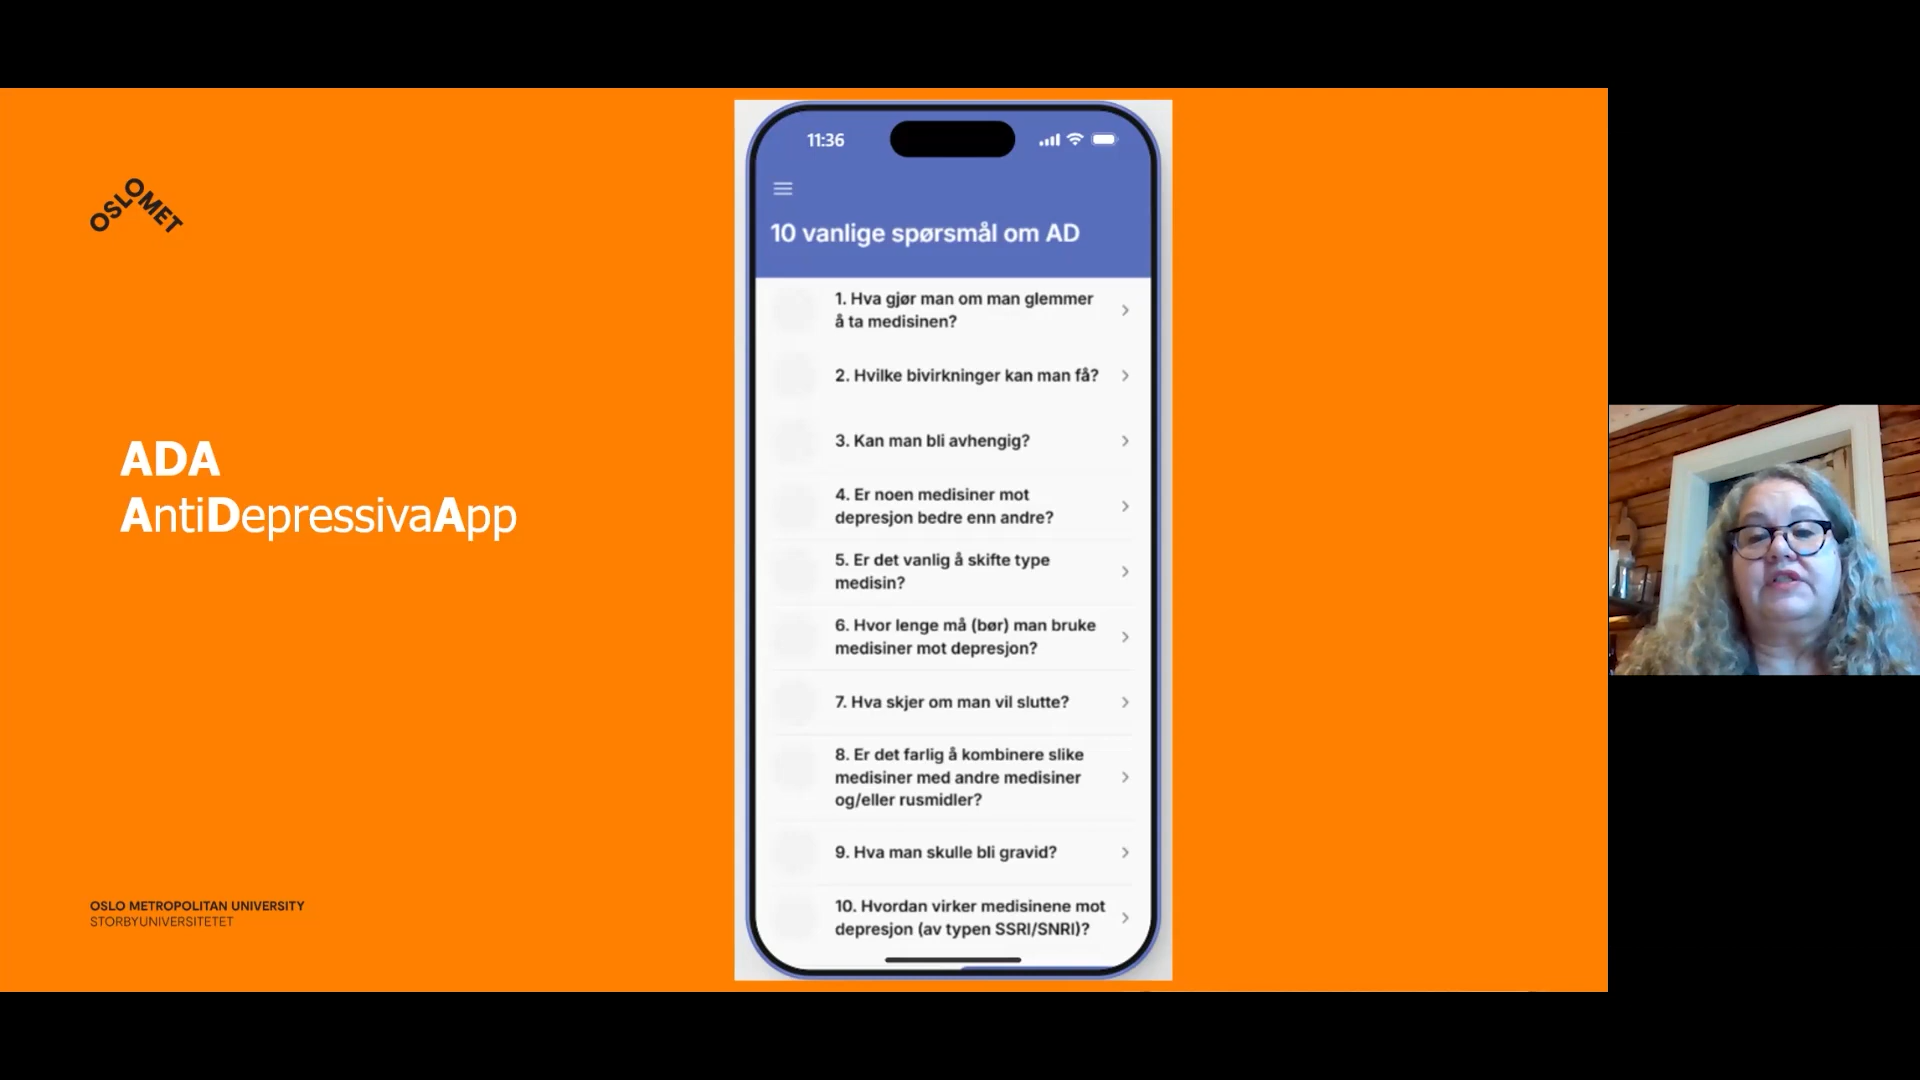 OSLOMET
ADA
AntiDepressivaApp
OSLO METROPOLITAN UNIVERSITY
STORBYUNIVERSITETET
11:36
10 vanlige spørsmål om AD
1. Hva gjør man om man glemmer
å ta medisinen?
2. Hvilke bivirkninger kan man få?
3. Kan man bli avhengig?
4. Er noen medisiner mot
depresjon bedre enn andre?
5. Er det vanlig å skifte type
medisin?
6. Hvor lenge må (bør) man bruke
medisiner mot depresjon?
7. Hva skjer om man vil slutte?
8. Er det farlig å kombinere slike
medisiner med andre medisiner
og/eller rusmidler?
9. Hva man skulle bli gravid?
10. Hvordan virker medisinene mot
depresjon (av typen SSRI/SNRI)?